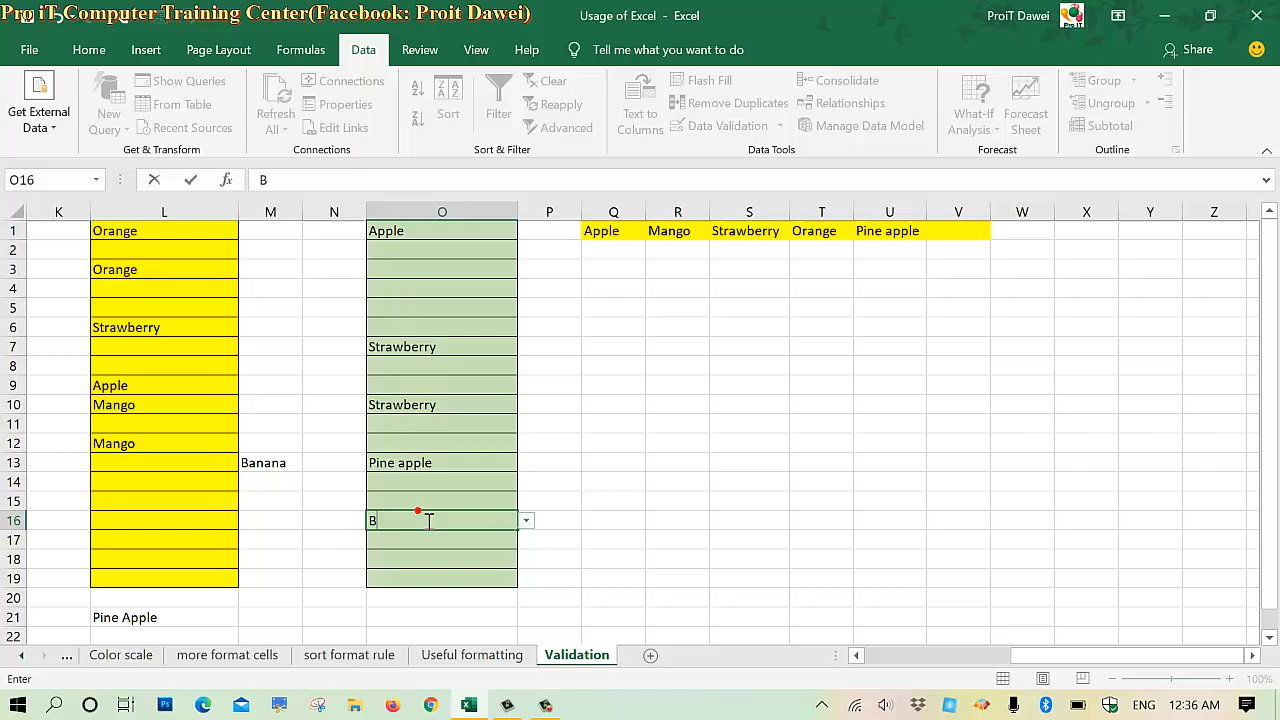 Pro iT Computer Training Center(Facebook: Proit Dawei)
Usage of Excel - Excel
ProiT Dawei
Pro iT
File Home Insert Page Layout Formulas Data Review View Help Tell me what you want to do Share
Get External Data
New Query
Show Queries
From Table
Recent Sources
Get & Transform
Refresh All
Connections
Properties
Edit Links
Connections
Sort
Filter
Clear
Reapply
Advanced
Sort & Filter
Text to Columns
Flash Fill
Remove Duplicates
Data Validation
Consolidate
Relationships
Manage Data Model
Data Tools
What-If Analysis
Forecast Sheet
Forecast
Group
Ungroup
Subtotal
Outline
O16 fx B
K L M N O P Q R S T U V W X Y Z
1 Orange Apple Apple Mango Strawberry Orange Pine apple
2
3 Orange
4
5
6 Strawberry
7 Strawberry
8
9 Apple
10 Mango Strawberry
11
12 Mango
13 Banana Pine apple
14
15
16 B
17
18
19
20
21 Pine Apple
22
... Color scale more format cells sort format rule Useful formatting Validation
Enter 100%
ENG 12:36 AM